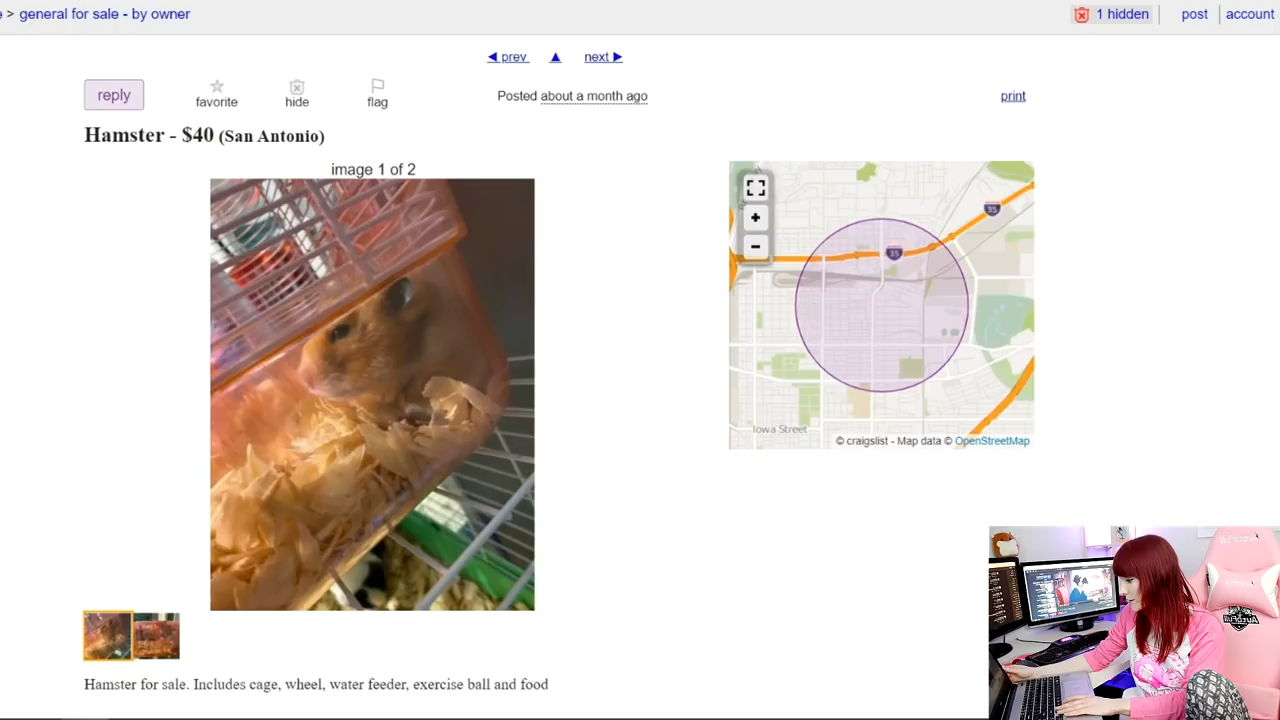 > general for sale - by owner
1 hidden
post
account
◀ prev
▲
next ▶
reply
favorite
hide
flag
Posted about a month ago
print
Hamster - $40 (San Antonio)
image 1 of 2
+
-
35
35
Iowa Street
© craigslist - Map data © OpenStreetMap
Hamster for sale. Includes cage, wheel, water feeder, exercise ball and food